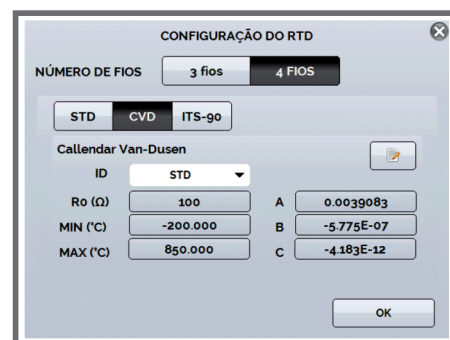 CONFIGURAÇÃO DO RTD
NÚMERO DE FIOS 3 fios 4 FIOS
STD CVD ITS-90
Callendar Van-Dusen
ID STD
Ro (Ω) 100 A 0.0039083
MIN (°C) -200.000 B -5.775E-07
MAX (°C) 850.000 C -4.183E-12
OK